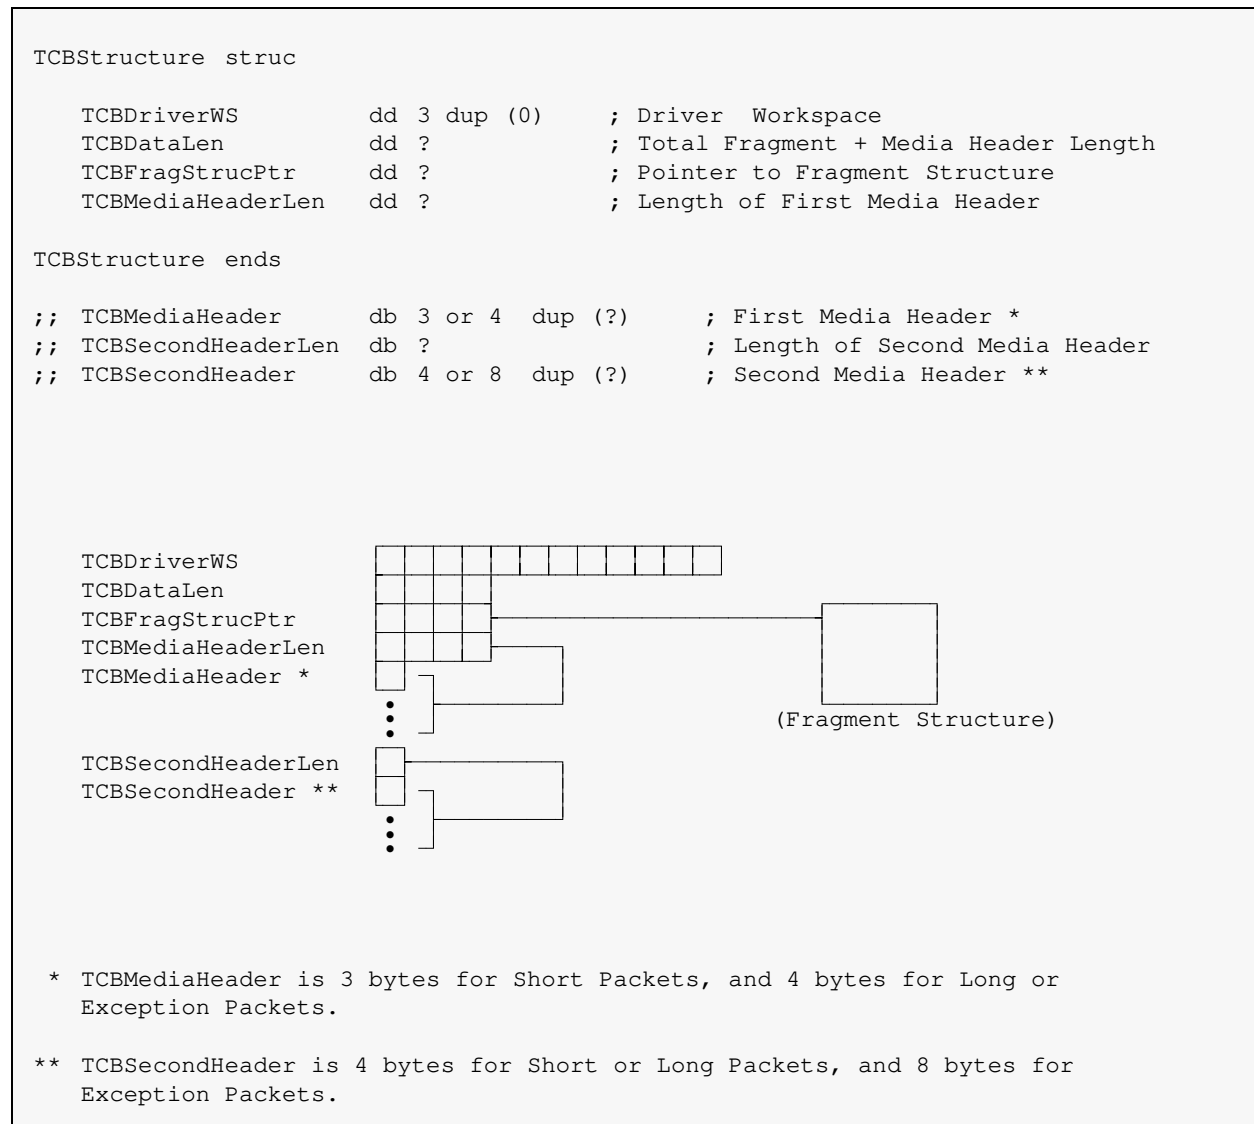 TCBStructure struc
TCBDriverWS dd 3 dup (0) ; Driver Workspace
TCBDataLen dd ? ; Total Fragment + Media Header Length
TCBFragStrucPtr dd ? ; Pointer to Fragment Structure
TCBMediaHeaderLen dd ? ; Length of First Media Header
TCBStructure ends
;; TCBMediaHeader db 3 or 4 dup (?) ; First Media Header *
;; TCBSecondHeaderLen db ? ; Length of Second Media Header
;; TCBSecondHeader db 4 or 8 dup (?) ; Second Media Header **
TCBDriverWS
TCBDataLen
TCBFragStrucPtr
TCBMediaHeaderLen
TCBMediaHeader *
(Fragment Structure)
TCBSecondHeaderLen
TCBSecondHeader **
* TCBMediaHeader is 3 bytes for Short Packets, and 4 bytes for Long or
Exception Packets.
** TCBSecondHeader is 4 bytes for Short or Long Packets, and 8 bytes for
Exception Packets.